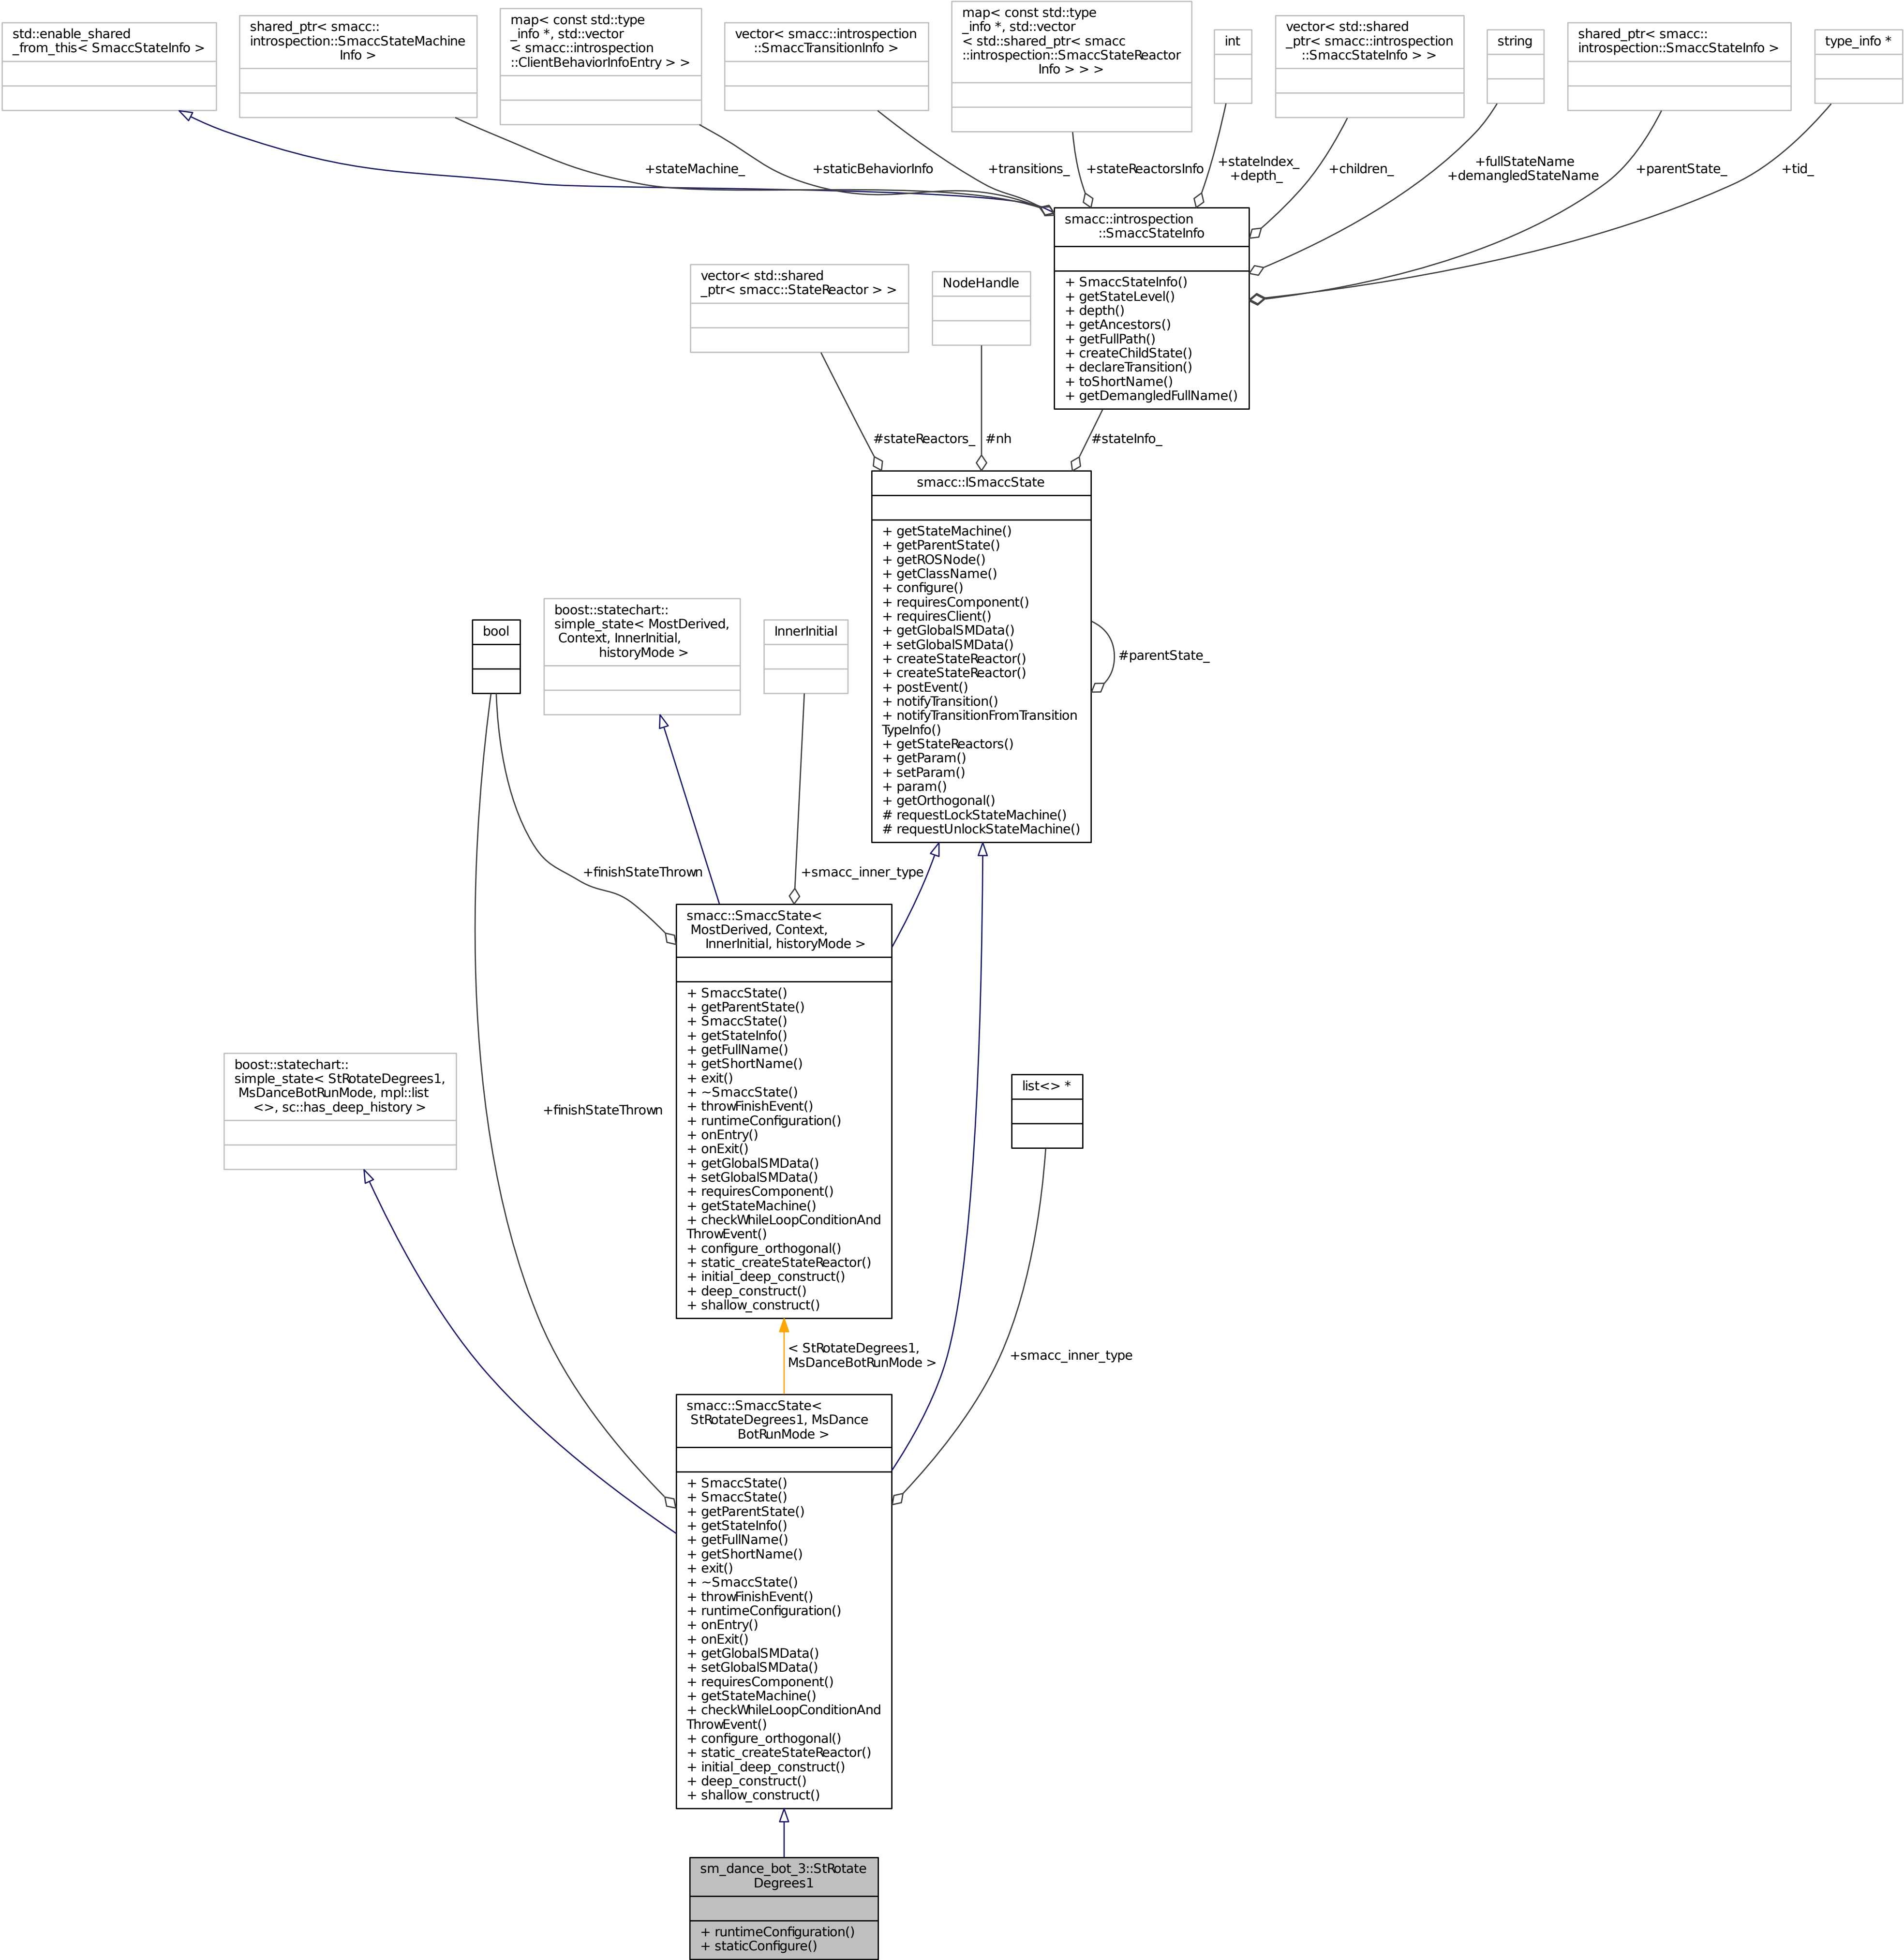 std::enable_shared
_from_this< SmaccStateInfo >
shared_ptr< smacc::
introspection::SmaccStateMachine
Info >
map< const std::type
_info *, std::vector
< smacc::introspection
::ClientBehaviorInfoEntry > >
vector< smacc::introspection
::SmaccTransitionInfo >
map< const std::type
_info *, std::vector
< std::shared_ptr< smacc
::introspection::SmaccStateReactor
Info > > >
int
vector< std::shared
_ptr< smacc::introspection
::SmaccStateInfo > >
string
shared_ptr< smacc::
introspection::SmaccStateInfo >
type_info *
+stateMachine_
+staticBehaviorInfo
+transitions_
+stateReactorsInfo
+stateIndex_
+depth_
+children_
+fullStateName
+demangledStateName
+parentState_
+tid_
smacc::introspection
::SmaccStateInfo
+ SmaccStateInfo()
+ getStateLevel()
+ depth()
+ getAncestors()
+ getFullPath()
+ createChildState()
+ declareTransition()
+ toShortName()
+ getDemangledFullName()
vector< std::shared
_ptr< smacc::StateReactor > >
NodeHandle
#stateReactors_
#nh
#stateInfo_
smacc::ISmaccState
+ getStateMachine()
+ getParentState()
+ getROSNode()
+ getClassName()
+ configure()
+ requiresComponent()
+ requiresClient()
+ getGlobalSMData()
+ setGlobalSMData()
+ createStateReactor()
+ createStateReactor()
+ postEvent()
+ notifyTransition()
+ notifyTransitionFromTransition
TypeInfo()
+ getStateReactors()
+ getParam()
+ setParam()
+ param()
+ getOrthogonal()
# requestLockStateMachine()
# requestUnlockStateMachine()
#parentState_
bool
boost::statechart::
simple_state< MostDerived,
Context, InnerInitial,
historyMode >
InnerInitial
+finishStateThrown
+smacc_inner_type
smacc::SmaccState<
MostDerived, Context,
InnerInitial, historyMode >
+ SmaccState()
+ getParentState()
+ SmaccState()
+ getStateInfo()
+ getFullName()
+ getShortName()
+ exit()
+ ~SmaccState()
+ throwFinishEvent()
+ runtimeConfiguration()
+ onEntry()
+ onExit()
+ getGlobalSMData()
+ setGlobalSMData()
+ requiresComponent()
+ getStateMachine()
+ checkWhileLoopConditionAnd
ThrowEvent()
+ configure_orthogonal()
+ static_createStateReactor()
+ initial_deep_construct()
+ deep_construct()
+ shallow_construct()
boost::statechart::
simple_state< StRotateDegrees1,
MsDanceBotRunMode, mpl::list
<>, sc::has_deep_history >
+finishStateThrown
list<> *
< StRotateDegrees1,
MsDanceBotRunMode >
+smacc_inner_type
smacc::SmaccState<
StRotateDegrees1, MsDance
BotRunMode >
+ SmaccState()
+ SmaccState()
+ getParentState()
+ getStateInfo()
+ getFullName()
+ getShortName()
+ exit()
+ ~SmaccState()
+ throwFinishEvent()
+ runtimeConfiguration()
+ onEntry()
+ onExit()
+ getGlobalSMData()
+ setGlobalSMData()
+ requiresComponent()
+ getStateMachine()
+ checkWhileLoopConditionAnd
ThrowEvent()
+ configure_orthogonal()
+ static_createStateReactor()
+ initial_deep_construct()
+ deep_construct()
+ shallow_construct()
sm_dance_bot_3::StRotate
Degrees1
+ runtimeConfiguration()
+ staticConfigure()